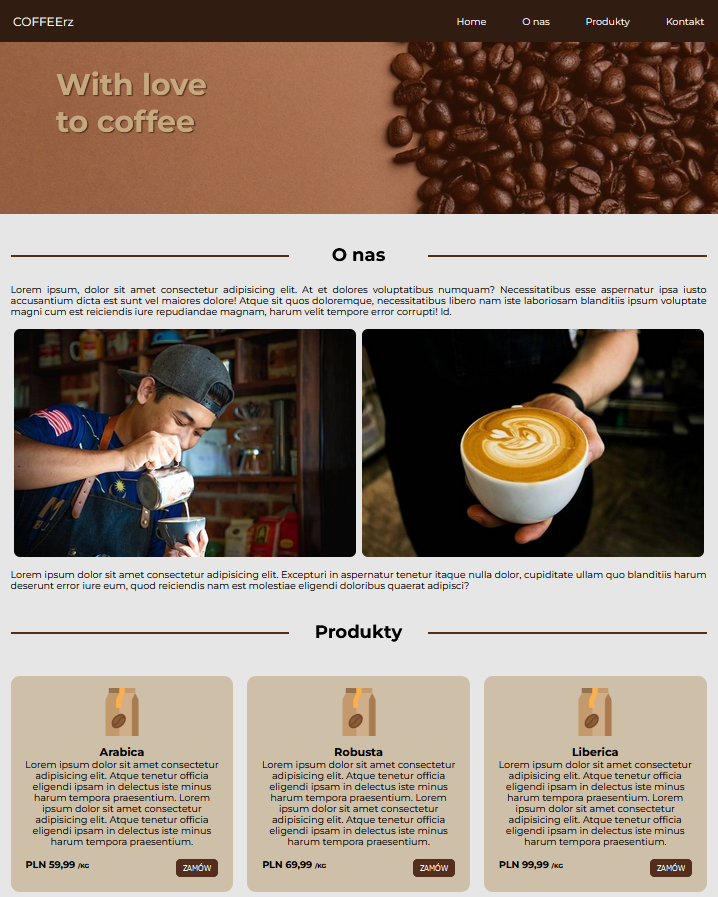 COFFEErz
Home O nas Produkty Kontakt
With love
to coffee
O nas
Lorem ipsum, dolor sit amet consectetur adipisicing elit. At et dolores voluptatibus numquam? Necessitatibus esse aspernatur ipsa iusto
accusantium dicta est sunt vel maiores dolore! Atque sit quos doloremque, necessitatibus libero nam iste laboriosam blanditiis ipsum voluptate
magni cum est reiciendis iure repudiandae magnam, harum velit tempore error corrupti! Id.
Lorem ipsum dolor sit amet consectetur adipisicing elit. Excepturi in aspernatur tenetur itaque nulla dolor, cupiditate ullam quo blanditiis harum
deserunt error iure eum, quod reiciendis nam est molestiae eligendi doloribus quaerat adipisci?
Produkty
Arabica
Lorem ipsum dolor sit amet consectetur
adipisicing elit. Atque tenetur officia
eligendi ipsam in delectus iste minus
harum tempora praesentium. Lorem
ipsum dolor sit amet consectetur
adipisicing elit. Atque tenetur officia
eligendi ipsam in delectus iste minus
harum tempora praesentium.
PLN 59,99 /KG
ZAMÓW
Robusta
Lorem ipsum dolor sit amet consectetur
adipisicing elit. Atque tenetur officia
eligendi ipsam in delectus iste minus
harum tempora praesentium. Lorem
ipsum dolor sit amet consectetur
adipisicing elit. Atque tenetur officia
eligendi ipsam in delectus iste minus
harum tempora praesentium.
PLN 69,99 /KG
ZAMÓW
Liberica
Lorem ipsum dolor sit amet consectetur
adipisicing elit. Atque tenetur officia
eligendi ipsam in delectus iste minus
harum tempora praesentium. Lorem
ipsum dolor sit amet consectetur
adipisicing elit. Atque tenetur officia
eligendi ipsam in delectus iste minus
harum tempora praesentium.
PLN 99,99 /KG
ZAMÓW